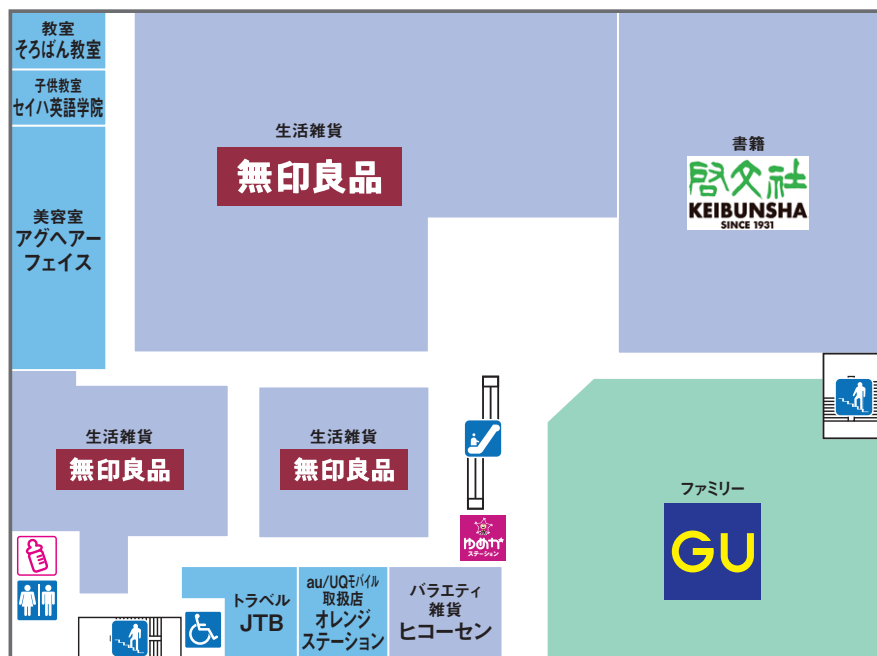 教室
そろばん教室
子供教室
セイハ英語学院
美容室
アグヘアー
フェイス
生活雑貨
無印良品
書籍
啓文社
KEIBUNSHA
SINCE 1931
生活雑貨
無印良品
生活雑貨
無印良品
ゆめか
ステーション
ファミリー
GU
トラベル
JTB
au/UQモバイル
取扱店
オレンジ
ステーション
バラエティ
雑貨
ヒコーセン